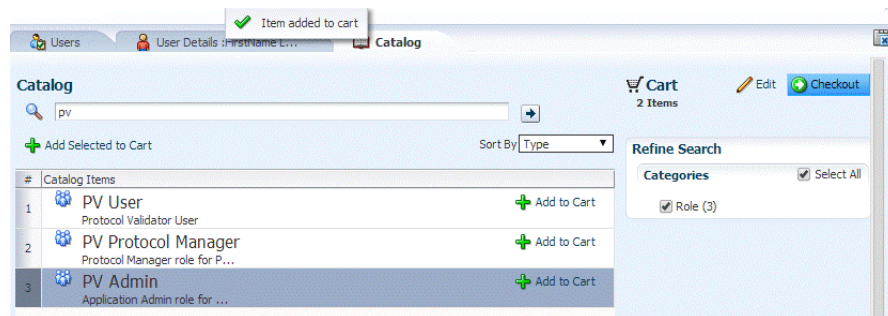 Item added to cart
Users
User Details :FirstName L...
Catalog
Catalog
Cart
Edit
Checkout
2 Items
pv
Add Selected to Cart
Sort By Type
Refine Search
Categories
Select All
Role (3)
# Catalog Items
1 PV User Add to Cart
Protocol Validator User
2 PV Protocol Manager Add to Cart
Protocol Manager role for P...
3 PV Admin Add to Cart
Application Admin role for ...